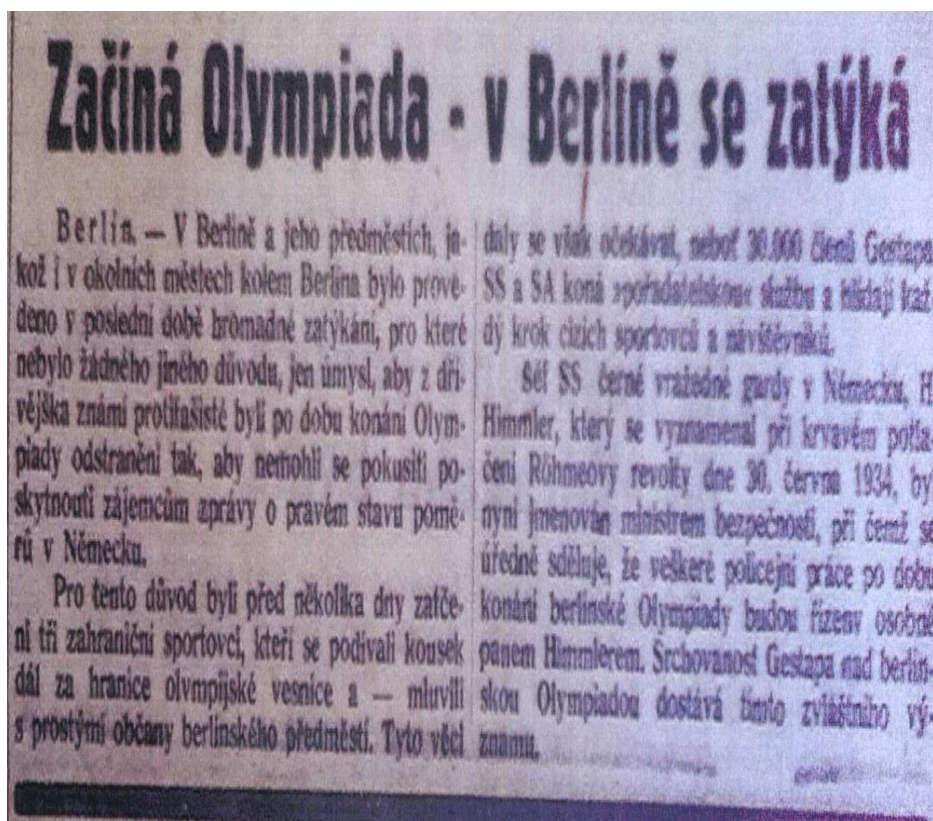 Začíná Olympiada - v Berlíně se zatýká
Berlín. — V Berlíně a jeho předměstích, ja-
kož i v okolních městech kolem Berlína bylo prove-
deno v poslední době hromadné zatýkání, pro které
nebylo žádného jiného důvodu, jen úmysl, aby z dří-
vějška známí protifašisté byli po dobu konání Olym-
piady odstraněni tak, aby nemohli se pokusiti po-
skytnouti zájemcům zprávy o pravém stavu pomě-
rů v Německu.
Pro tento důvod byli před několika dny zatče-
ni tři zahraniční sportovci, kteří se podívali kousek
dál za hranice olympijské vesnice a — mluvili
s prostými občany berlínského předměstí. Tyto věci
daly se však očekávat, neboť 30.000 členů Gestapa
SS a SA koná pořadatelskou službu a hlídají kaž-
dý krok cizích sportovců a návštěvníků.
Šéf SS černé vražedné gardy v Německu, H
Himmler, který se vyznamenal při krvavém potla-
čení Röhmeovy revolty dne 30. června 1934, byl
nyní jmenován ministrem bezpečnosti, při čemž se
úředně sděluje, že veškeré policejní práce po dobu
konání berlínské Olympiady budou řízeny osobně
panem Himmlerem. Srchovanost Gestapa nad berlín-
skou Olympiadou dostává tímto zvláštního vý-
znamu.